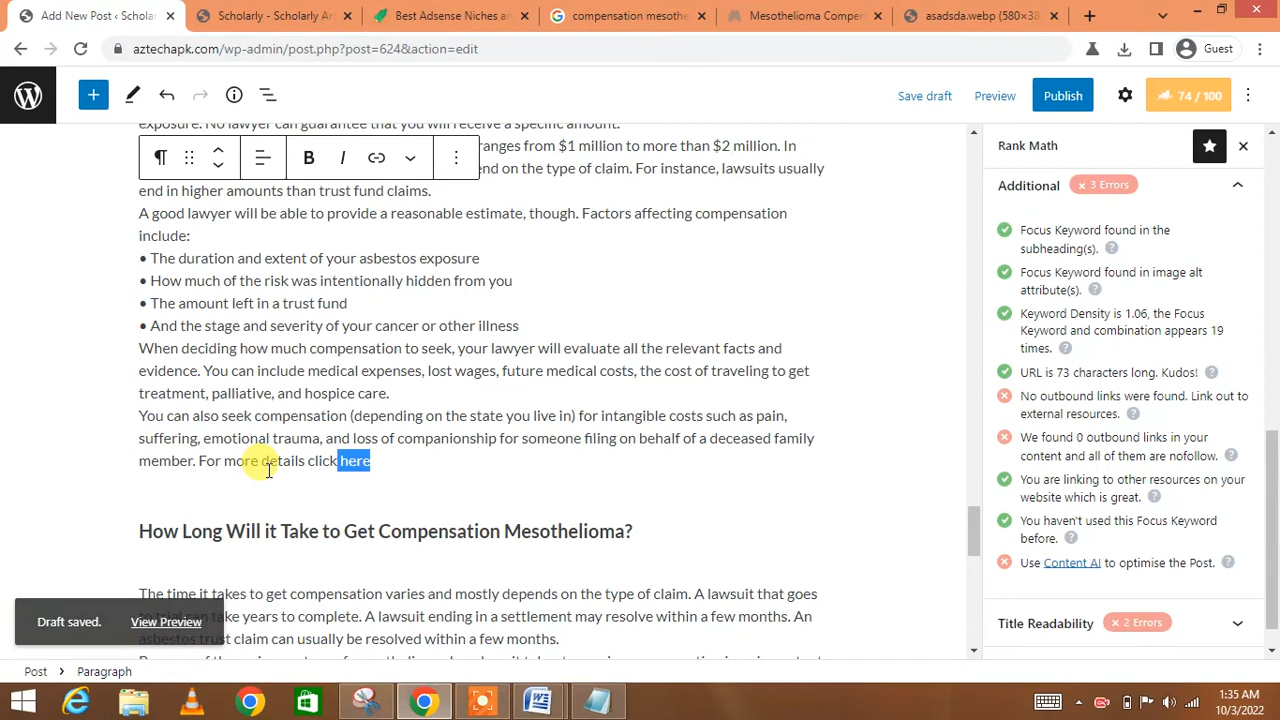 Add New Post ‹ Scholar
Scholarly - Scholarly Ar
Best Adsense Niches an
compensation mesothe
Mesothelioma Compen
asadsda.webp (580×38
aztechapk.com/wp-admin/post.php?post=624&action=edit
Guest
Save draft
Preview
Publish
74 / 100
exposure. No lawyer can guarantee that you will receive a specific amount.
anges from $1 million to more than $2 million. In
end on the type of claim. For instance, lawsuits usually
end in higher amounts than trust fund claims.
A good lawyer will be able to provide a reasonable estimate, though. Factors affecting compensation
include:
• The duration and extent of your asbestos exposure
• How much of the risk was intentionally hidden from you
• The amount left in a trust fund
• And the stage and severity of your cancer or other illness
When deciding how much compensation to seek, your lawyer will evaluate all the relevant facts and
evidence. You can include medical expenses, lost wages, future medical costs, the cost of traveling to get
treatment, palliative, and hospice care.
You can also seek compensation (depending on the state you live in) for intangible costs such as pain,
suffering, emotional trauma, and loss of companionship for someone filing on behalf of a deceased family
member. For more details click here
How Long Will it Take to Get Compensation Mesothelioma?
The time it takes to get compensation varies and mostly depends on the type of claim. A lawsuit that goes
to trial can take years to complete. A lawsuit ending in a settlement may resolve within a few months. An
asbestos trust claim can usually be resolved within a few months.
Draft saved.
View Preview
Post
Paragraph
Rank Math
Additional
× 3 Errors
Focus Keyword found in the
subheading(s).
Focus Keyword found in image alt
attribute(s).
Keyword Density is 1.06, the Focus
Keyword and combination appears 19
times.
URL is 73 characters long. Kudos!
No outbound links were found. Link out to
external resources.
We found 0 outbound links in your
content and all of them are nofollow.
You are linking to other resources on your
website which is great.
You haven't used this Focus Keyword
before.
Use Content AI to optimise the Post.
Title Readability
× 2 Errors
1:35 AM
10/3/2022